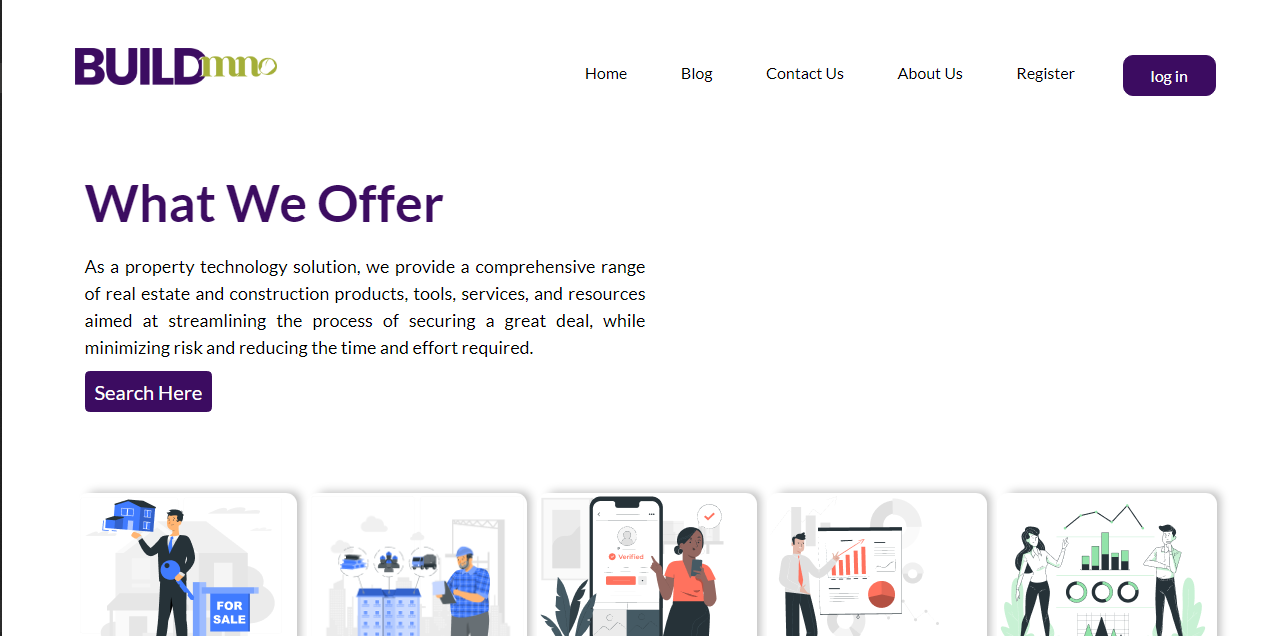 BUILDmno
Home
Blog
Contact Us
About Us
Register
log in
What We Offer
As a property technology solution, we provide a comprehensive range
of real estate and construction products, tools, services, and resources
aimed at streamlining the process of securing a great deal, while
minimizing risk and reducing the time and effort required.
Search Here
Verified
FOR
SALE